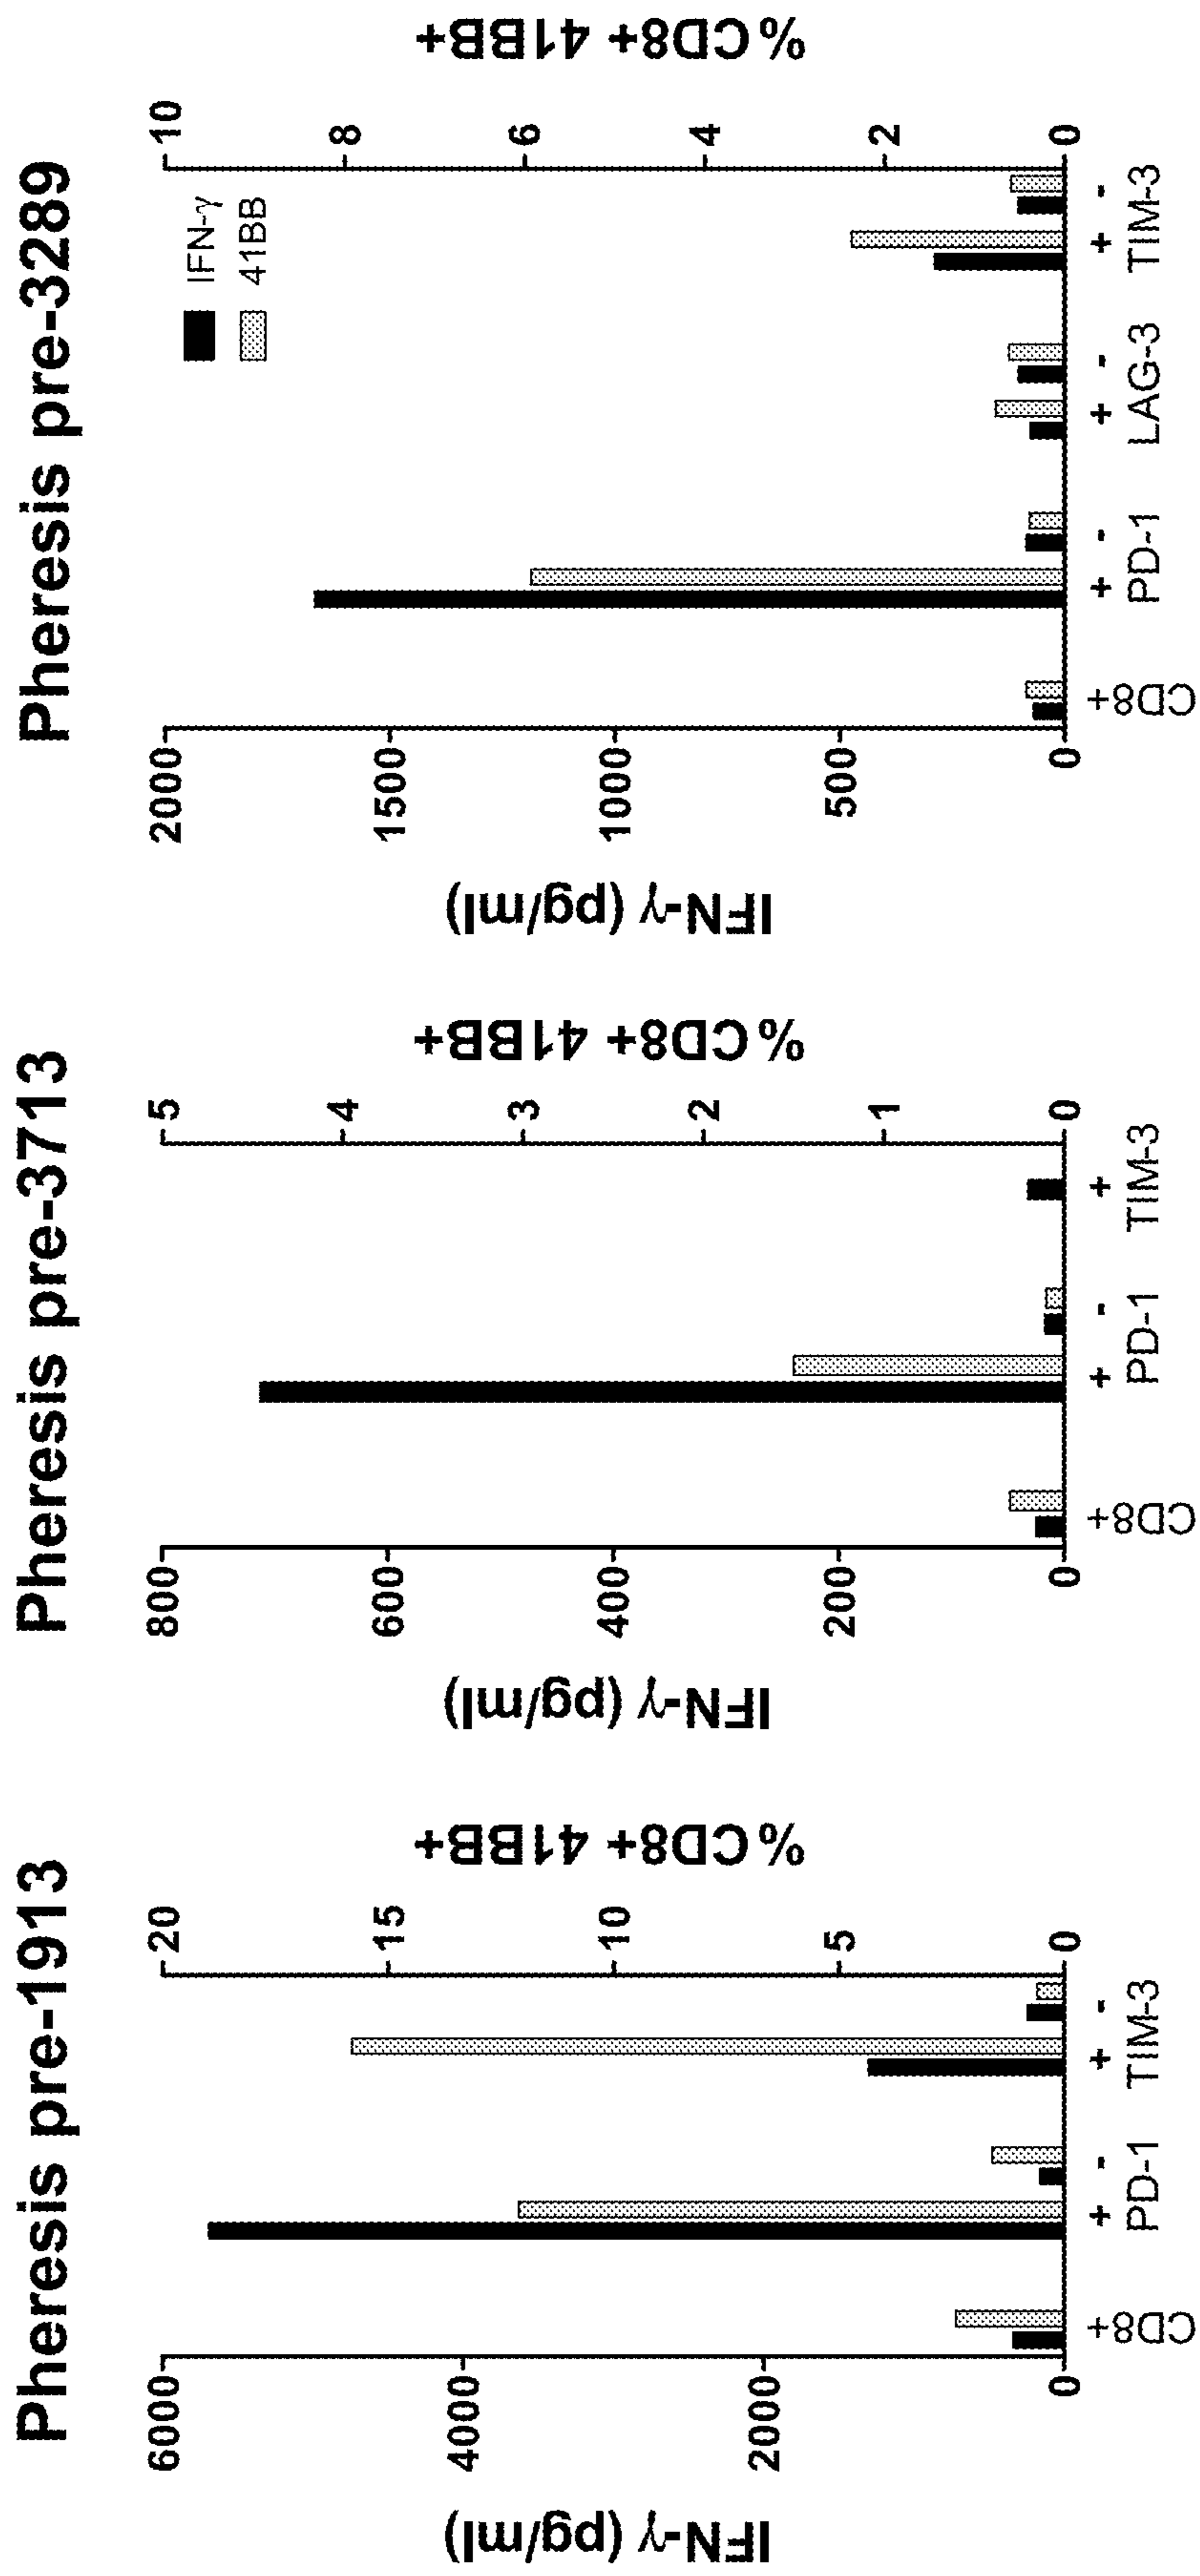 Pheresis pre-1913
IFN-γ (pg/ml)
6000
4000
2000
0
%CD8+ 41BB+
20
15
10
5
0
+ - + -
CD8+ PD-1 TIM-3
Pheresis pre-3713
IFN-γ (pg/ml)
800
600
400
200
0
%CD8+ 41BB+
5
4
3
2
1
0
+ - +
CD8+ PD-1 TIM-3
Pheresis pre-3289
IFN-γ (pg/ml)
2000
1500
1000
500
0
IFN-γ
41BB
%CD8+ 41BB+
10
8
6
4
2
0
+ - + - + -
CD8+ PD-1 LAG-3 TIM-3